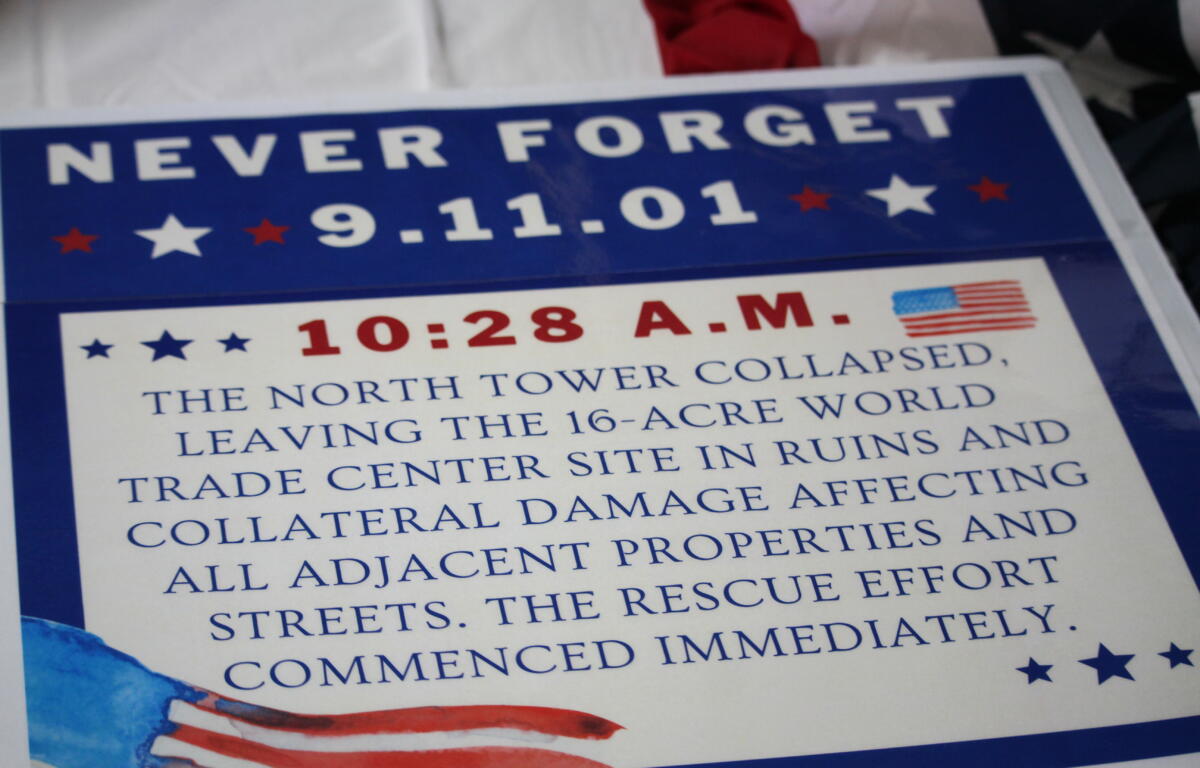 NEVER FORGET
9.11.01
10:28 A.M.
THE NORTH TOWER COLLAPSED,
LEAVING THE 16-ACRE WORLD
TRADE CENTER SITE IN RUINS AND
COLLATERAL DAMAGE AFFECTING
ALL ADJACENT PROPERTIES AND
STREETS. THE RESCUE EFFORT
COMMENCED IMMEDIATELY.